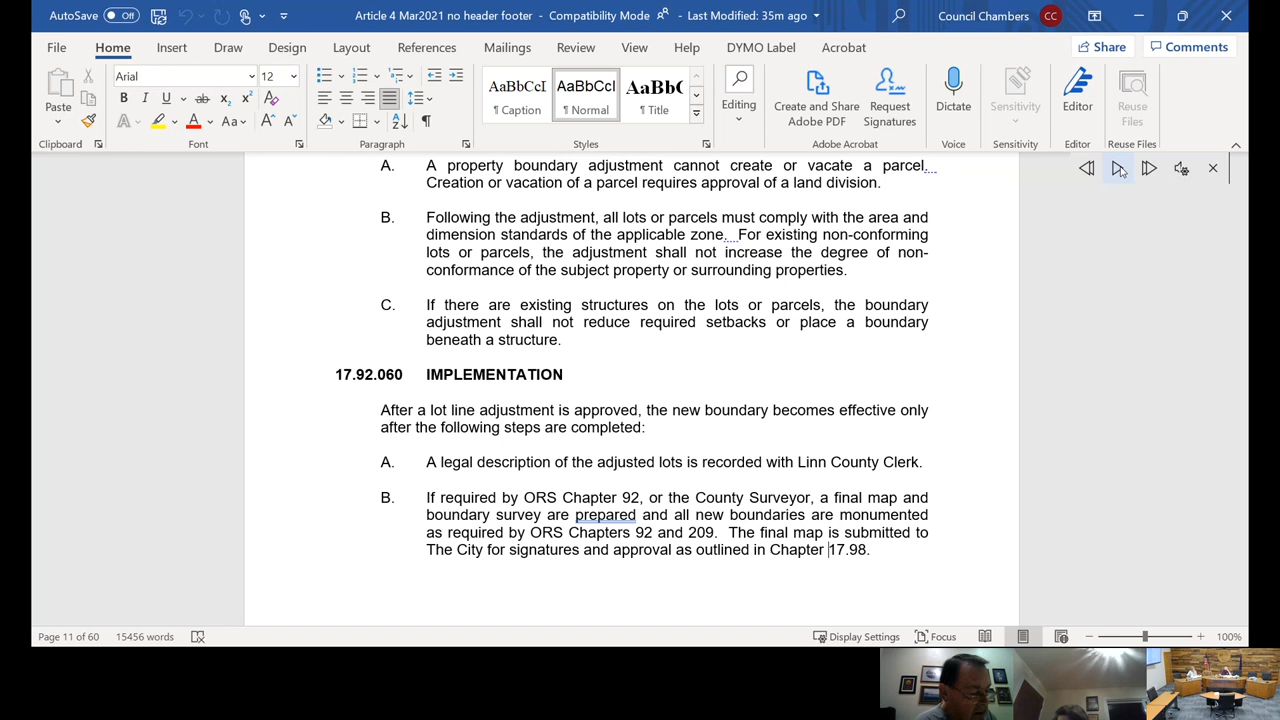 AutoSave Off Article 4 Mar2021 no header footer - Compatibility Mode • Last Modified: 35m ago Council Chambers CC
File Home Insert Draw Design Layout References Mailings Review View Help DYMO Label Acrobat Share Comments
Arial 12
Paste
B I U ab x₂ x²
A A Aa A A
AaBbCcI AaBbCcI AaBbC(
¶ Caption ¶ Normal ¶ Title
Editing
Create and Share Adobe PDF
Request Signatures
Dictate
Sensitivity
Editor
Reuse Files
Clipboard Font Paragraph Styles Adobe Acrobat Voice Sensitivity Editor Reuse Files
A. A property boundary adjustment cannot create or vacate a parcel.
Creation or vacation of a parcel requires approval of a land division.
B. Following the adjustment, all lots or parcels must comply with the area and
dimension standards of the applicable zone. For existing non-conforming
lots or parcels, the adjustment shall not increase the degree of non-
conformance of the subject property or surrounding properties.
C. If there are existing structures on the lots or parcels, the boundary
adjustment shall not reduce required setbacks or place a boundary
beneath a structure.
17.92.060 IMPLEMENTATION
After a lot line adjustment is approved, the new boundary becomes effective only
after the following steps are completed:
A. A legal description of the adjusted lots is recorded with Linn County Clerk.
B. If required by ORS Chapter 92, or the County Surveyor, a final map and
boundary survey are prepared and all new boundaries are monumented
as required by ORS Chapters 92 and 209. The final map is submitted to
The City for signatures and approval as outlined in Chapter 17.98.
Page 11 of 60 15456 words Display Settings Focus 100%